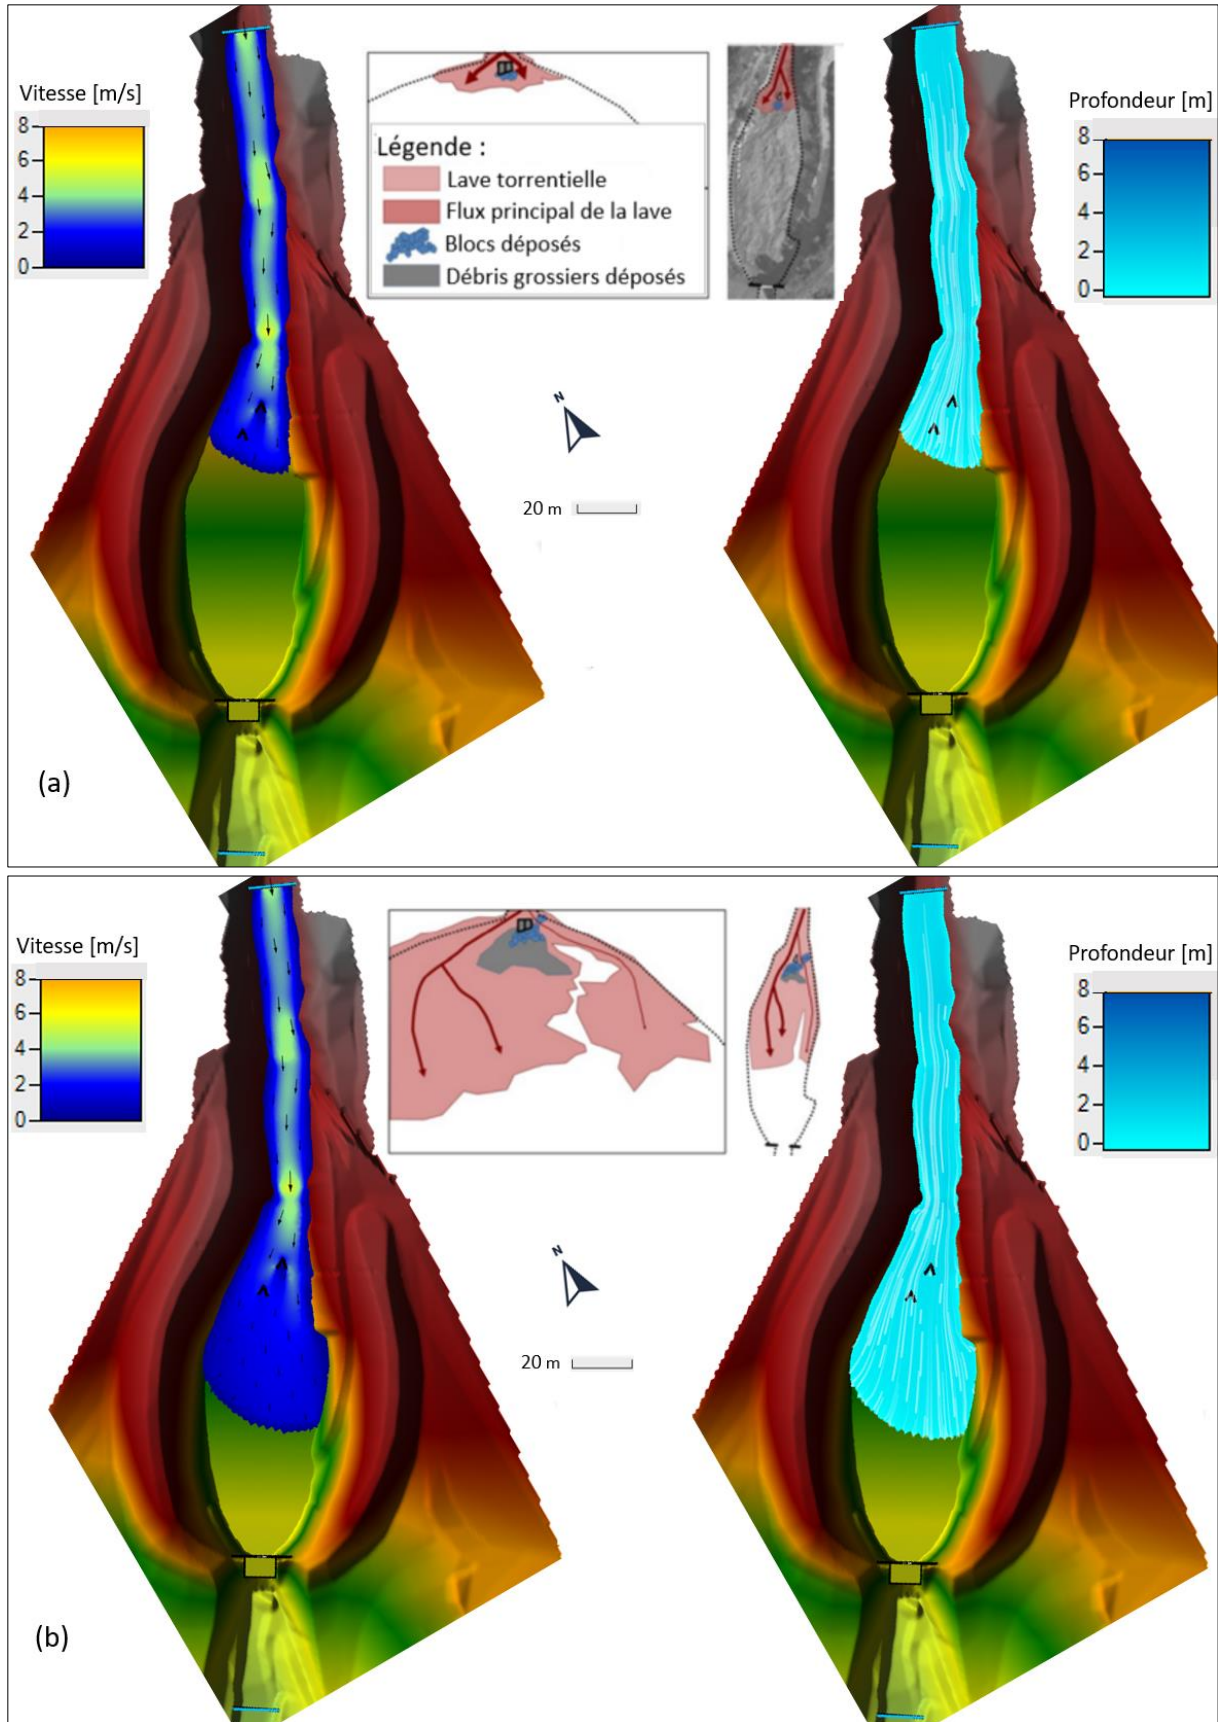 Vitesse [m/s]
8
6
4
2
0
Légende :
Lave torrentielle
Flux principal de la lave
Blocs déposés
Débris grossiers déposés
Profondeur [m]
8
6
4
2
0
N
20 m
(a)
Vitesse [m/s]
8
6
4
2
0
Profondeur [m]
8
6
4
2
0
N
20 m
(b)